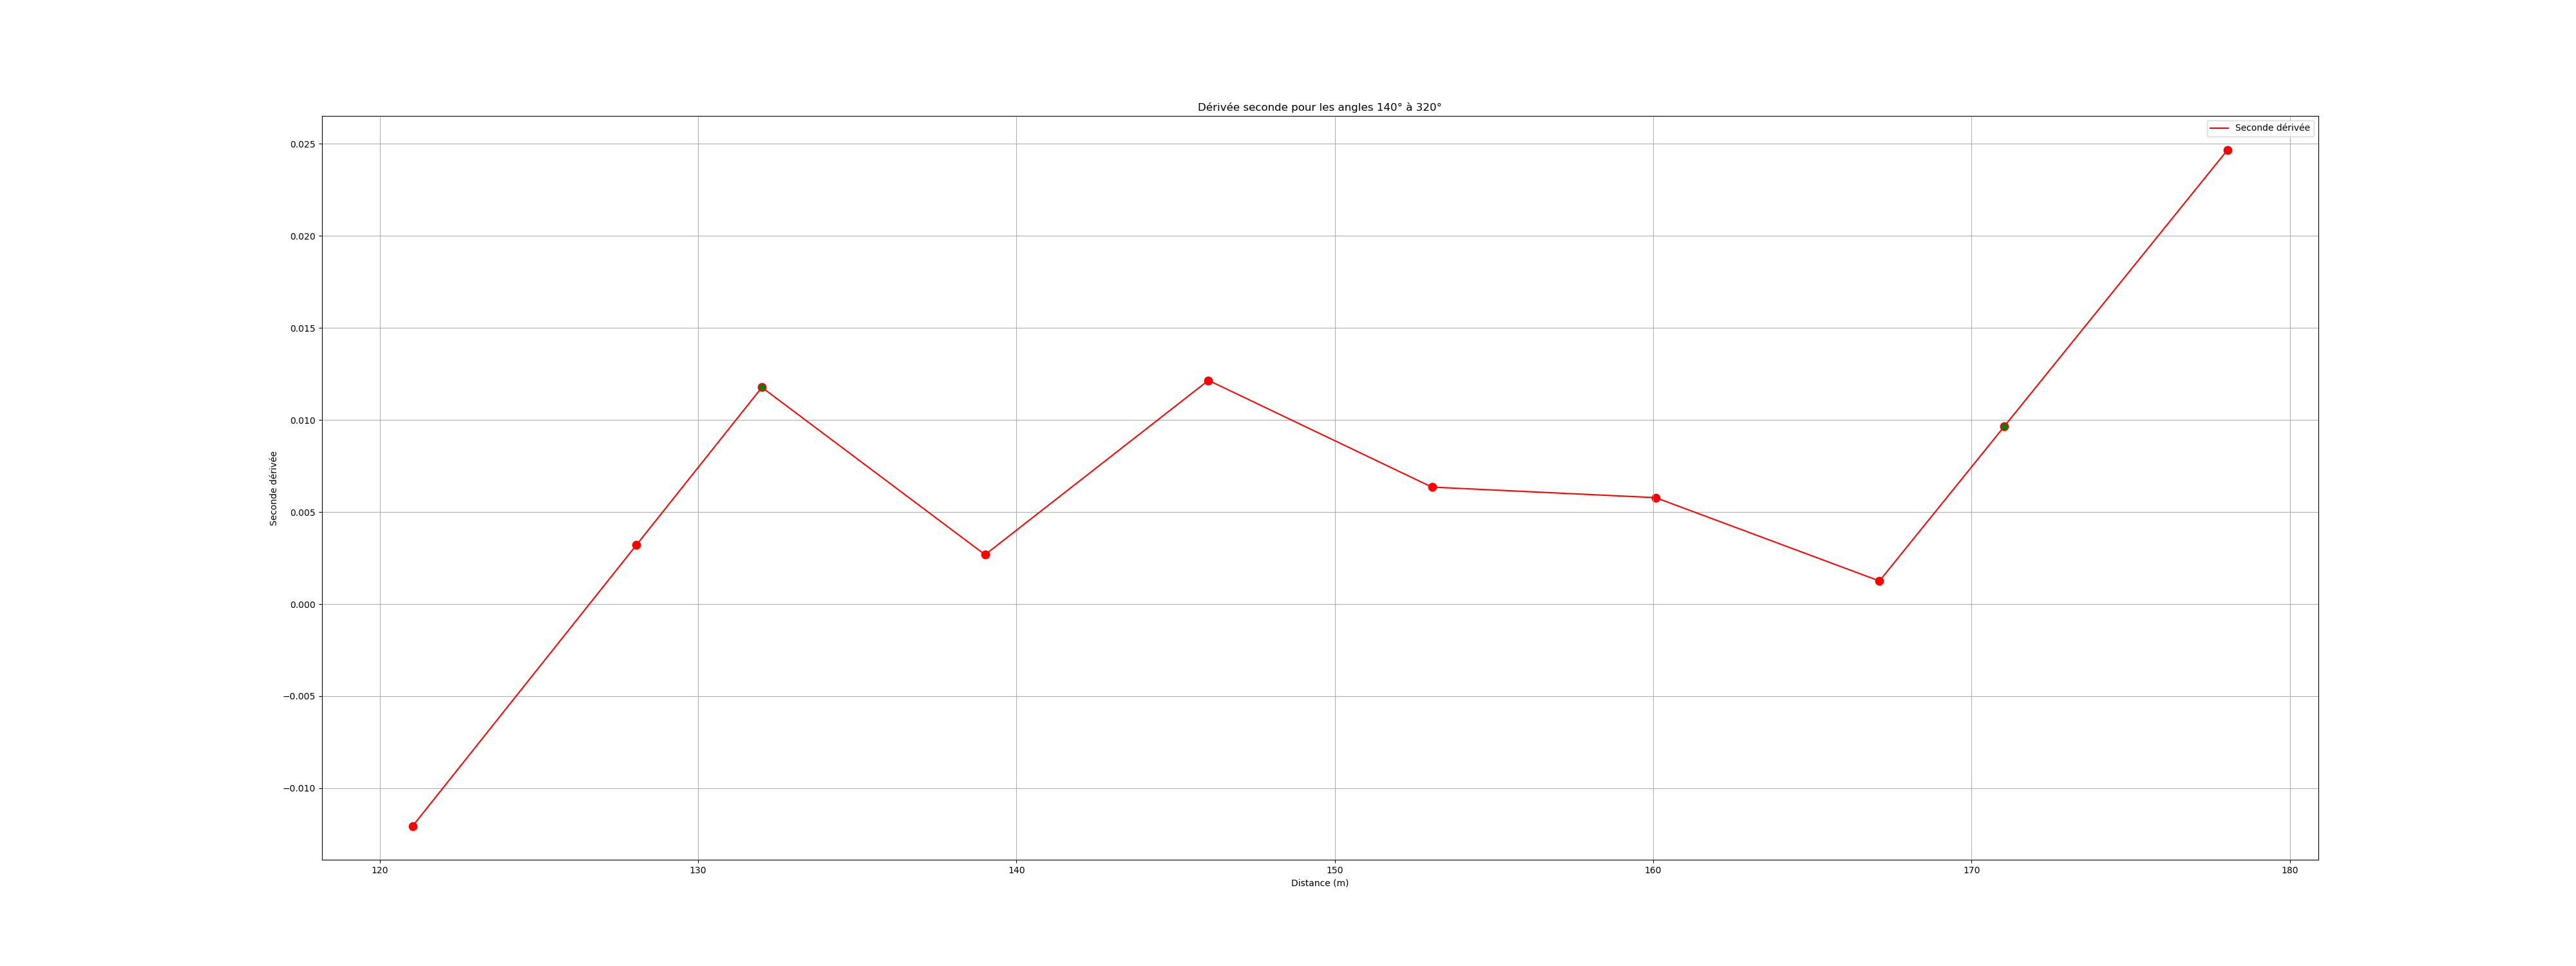 Dérivée seconde pour les angles 140° à 320°
Seconde dérivée
0.025
0.020
0.015
0.010
0.005
0.000
−0.005
−0.010
Seconde dérivée
120 130 140 150 160 170 180
Distance (m)